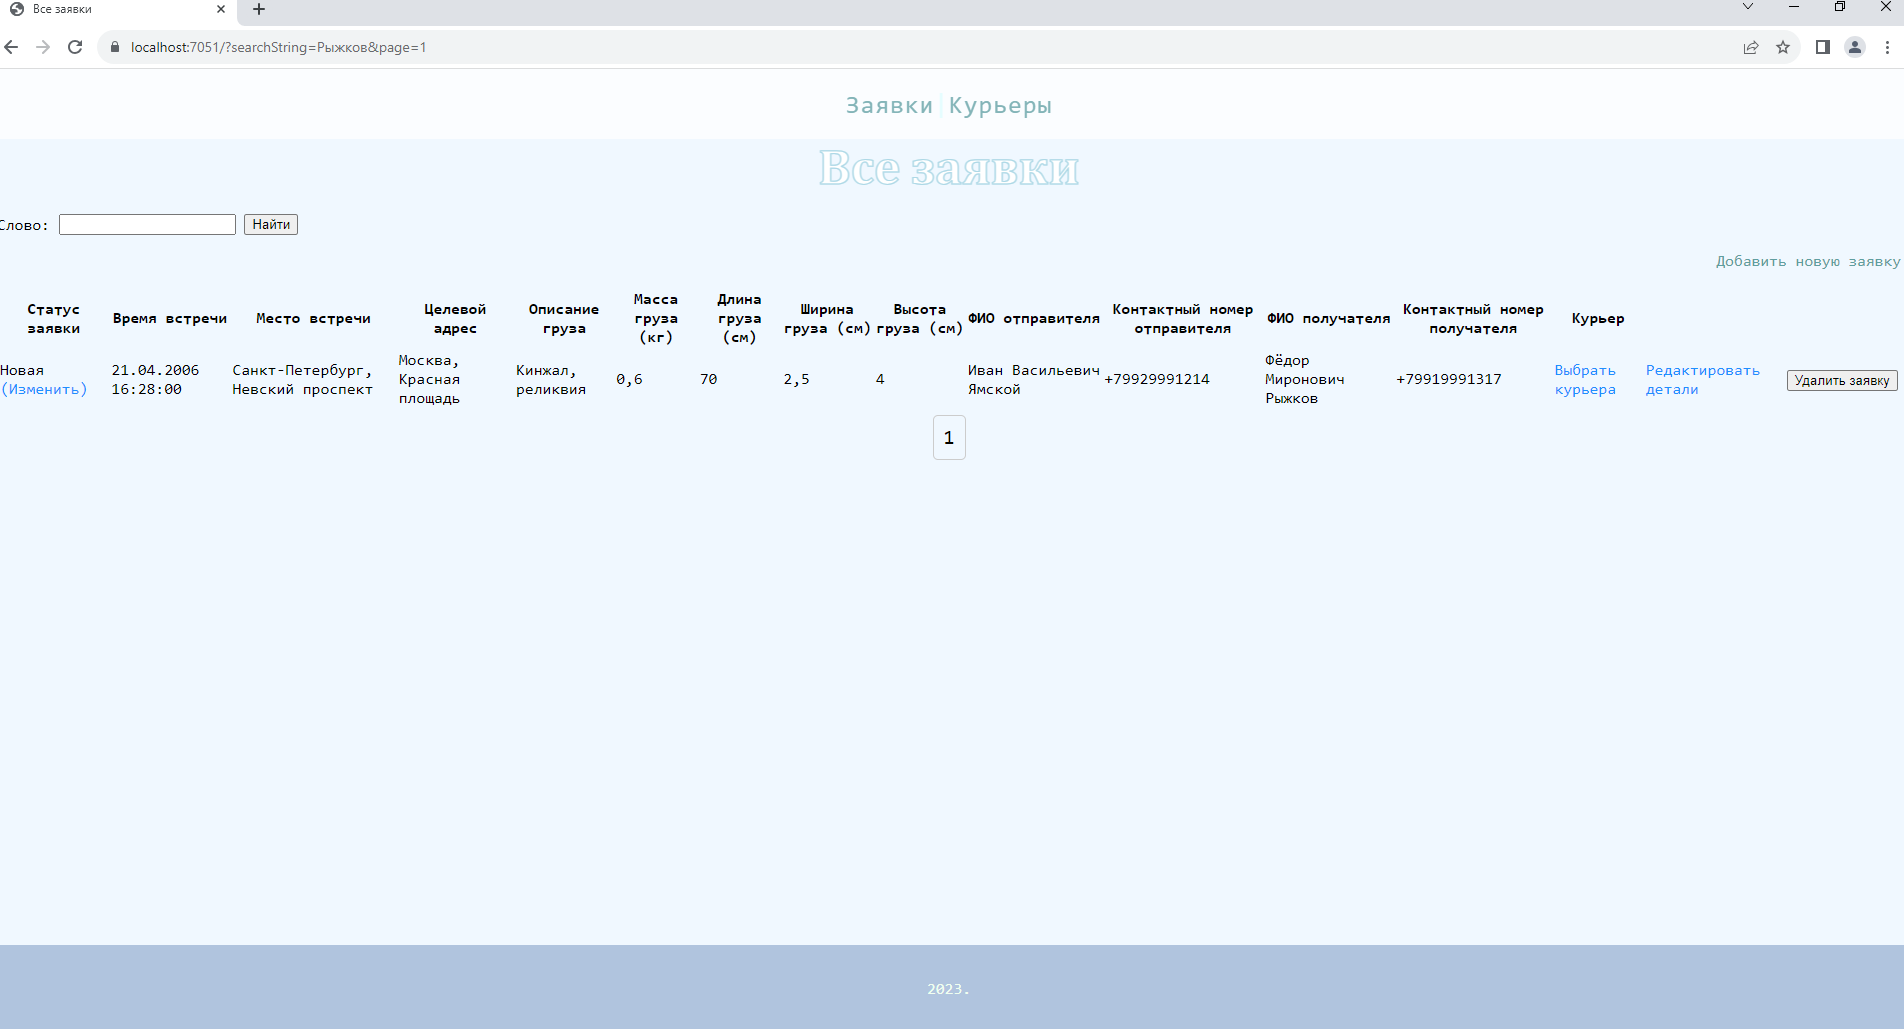 Все заявки
localhost:7051/?searchString=Рыжков&page=1
Заявки Курьеры
Все заявки
Слово: Найти
Добавить новую заявку
Статус заявки
Время встречи
Место встречи
Целевой адрес
Описание груза
Масса груза (кг)
Длина груза (см)
Ширина груза (см)
Высота груза (см)
ФИО отправителя
Контактный номер отправителя
ФИО получателя
Контактный номер получателя
Курьер
Новая
(Изменить)
21.04.2006
16:28:00
Санкт-Петербург,
Невский проспект
Москва,
Красная
площадь
Кинжал,
реликвия
0,6
70
2,5
4
Иван Васильевич
Ямской
+79929991214
Фёдор
Миронович
Рыжков
+79919991317
Выбрать
курьера
Редактировать
детали
Удалить заявку
1
2023.